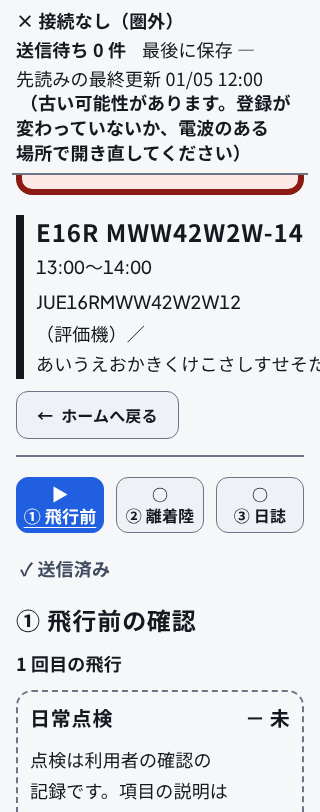 ✕ 接続なし（圏外）
送信待ち 0 件　最後に保存 —
先読みの最終更新 01/05 12:00
（古い可能性があります。登録が
変わっていないか、電波のある
場所で開き直してください）
E16R MWW42W2W-14
13:00〜14:00
JUE16RMWW42W2W12
（評価機）／
あいうえおかきくけこさしすせそ
← ホームへ戻る
▶
① 飛行前
○
② 離着陸
○
③ 日誌
✓ 送信済み
① 飛行前の確認
1 回目の飛行
日常点検　— 未
点検は利用者の確認の
記録です。項目の説明は